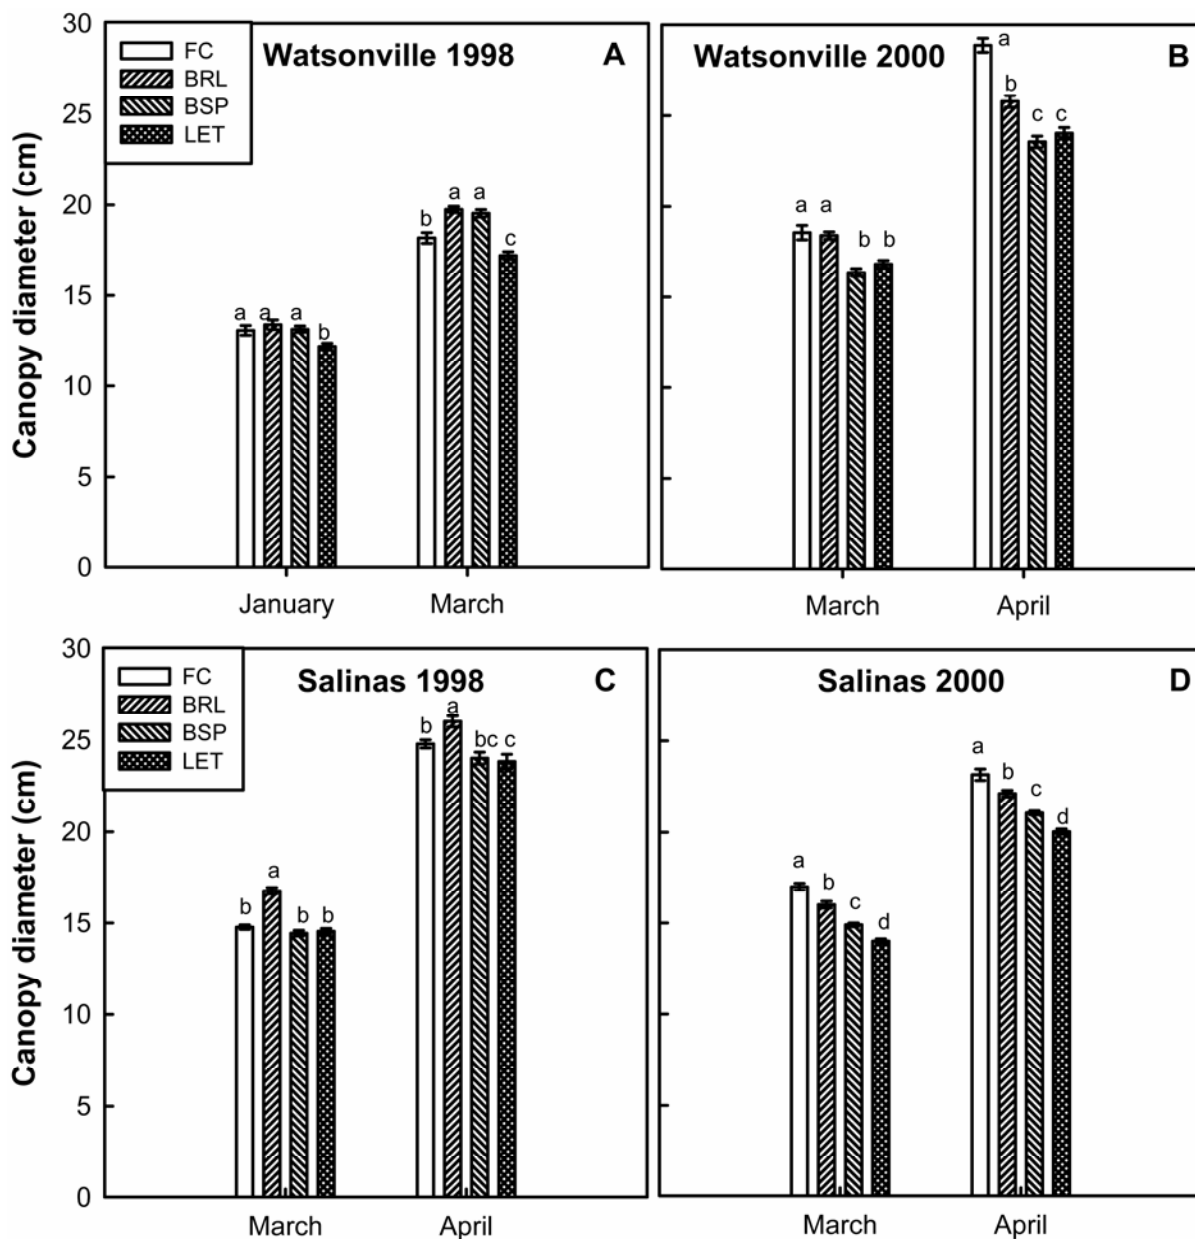 Canopy diameter (cm)
30
25
20
15
10
5
0
FC
BRL
BSP
LET
Watsonville 1998
A
a
a
a
b
b
a
a
c
January
March
Watsonville 2000
B
a
a
b
b
a
b
c
c
March
April
Canopy diameter (cm)
30
25
20
15
10
5
0
FC
BRL
BSP
LET
Salinas 1998
C
b
a
b
b
b
a
bc
c
March
April
Salinas 2000
D
a
b
c
d
a
b
c
d
March
April